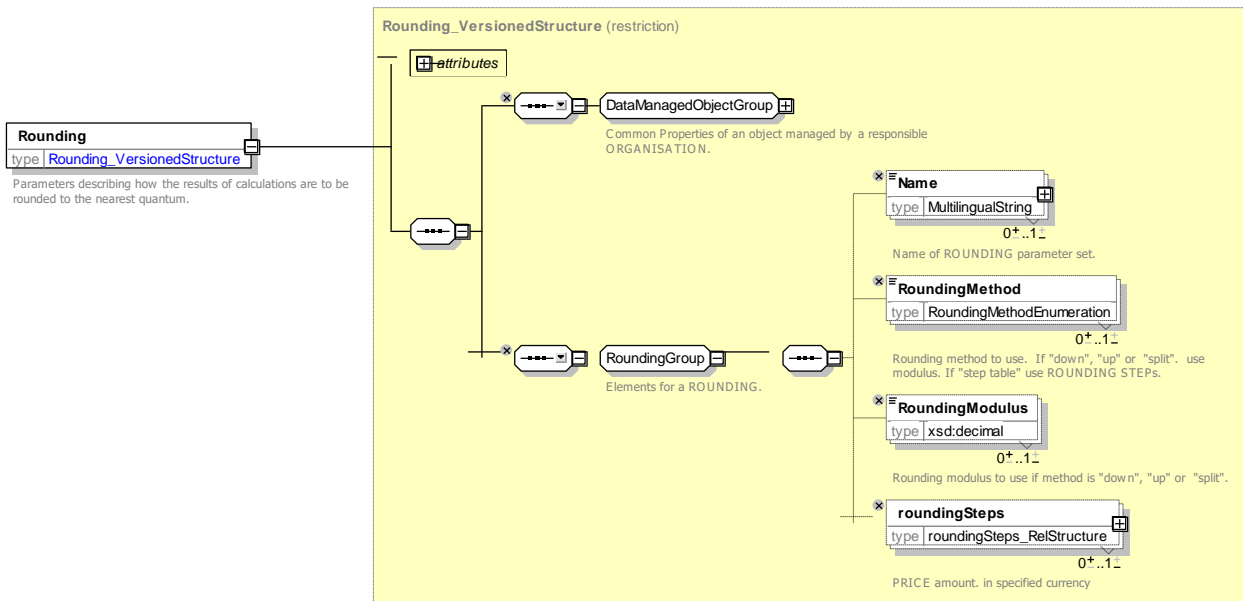 Rounding_VersionedStructure (restriction)
attributes
DataManagedObjectGroup
Common Properties of an object managed by a responsible
ORGANISATION.
Rounding
type Rounding_VersionedStructure
Parameters describing how the results of calculations are to be
rounded to the nearest quantum.
Name
type MultilingualString
0..1
Name of ROUNDING parameter set.
RoundingMethod
type RoundingMethodEnumeration
0..1
Rounding method to use. If "down", "up" or "split". use
modulus. If "step table" use ROUNDING STEPs.
RoundingGroup
Elements for a ROUNDING.
RoundingModulus
type xsd:decimal
0..1
Rounding modulus to use if method is "down", "up" or "split".
roundingSteps
type roundingSteps_RelStructure
0..1
PRICE amount. in specified currency